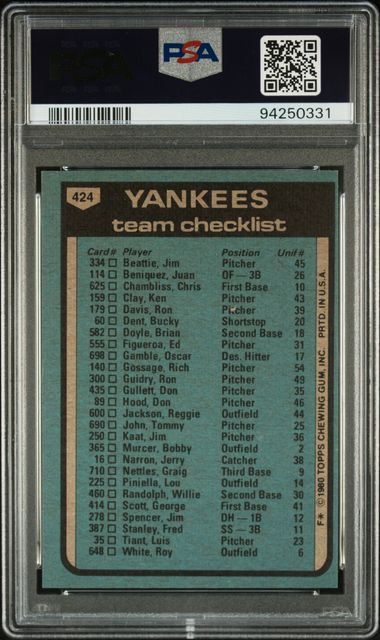 PSA
94250331
424
YANKEES
team checklist
Card# Player Position Unif#
334 Beattie, Jim Pitcher 45
114 Beniquez, Juan OF — 3B 26
625 Chambliss, Chris First Base 10
159 Clay, Ken Pitcher 43
179 Davis, Ron Pitcher 39
60 Dent, Bucky Shortstop 20
582 Doyle, Brian Second Base 18
555 Figueroa, Ed Pitcher 31
698 Gamble, Oscar Des. Hitter 17
140 Gossage, Rich Pitcher 54
300 Guidry, Ron Pitcher 49
435 Gullett, Don Pitcher 35
89 Hood, Don Pitcher 46
600 Jackson, Reggie Outfield 44
690 John, Tommy Pitcher 25
250 Kaat, Jim Pitcher 36
365 Murcer, Bobby Outfield 2
16 Narron, Jerry Catcher 38
710 Nettles, Graig Third Base 9
225 Piniella, Lou Outfield 14
460 Randolph, Willie Second Base 30
414 Scott, George First Base 41
278 Spencer, Jim DH — 1B 12
387 Stanley, Fred SS — 3B 11
35 Tiant, Luis Pitcher 23
648 White, Roy Outfield 6
F* © 1980 TOPPS CHEWING GUM, INC. PRTD. IN U.S.A.
PSA